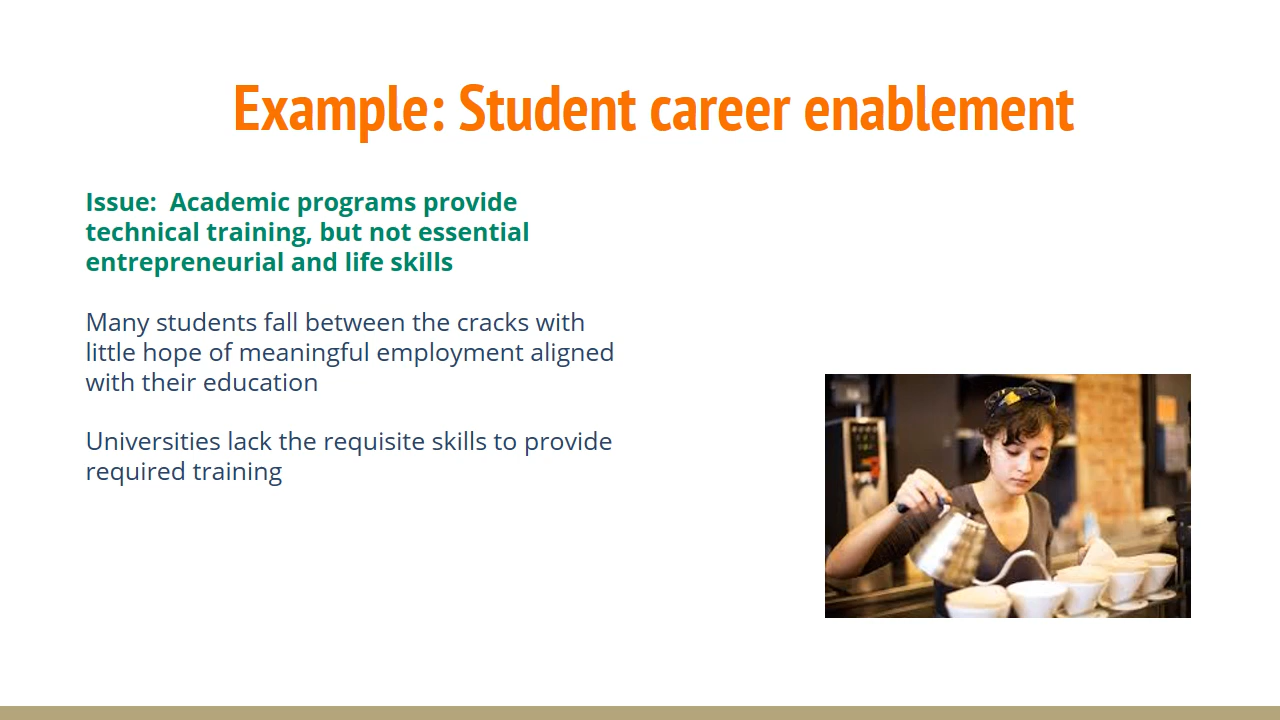 Example: Student career enablement
Issue:  Academic programs provide
technical training, but not essential
entrepreneurial and life skills
Many students fall between the cracks with
little hope of meaningful employment aligned
with their education
Universities lack the requisite skills to provide
required training